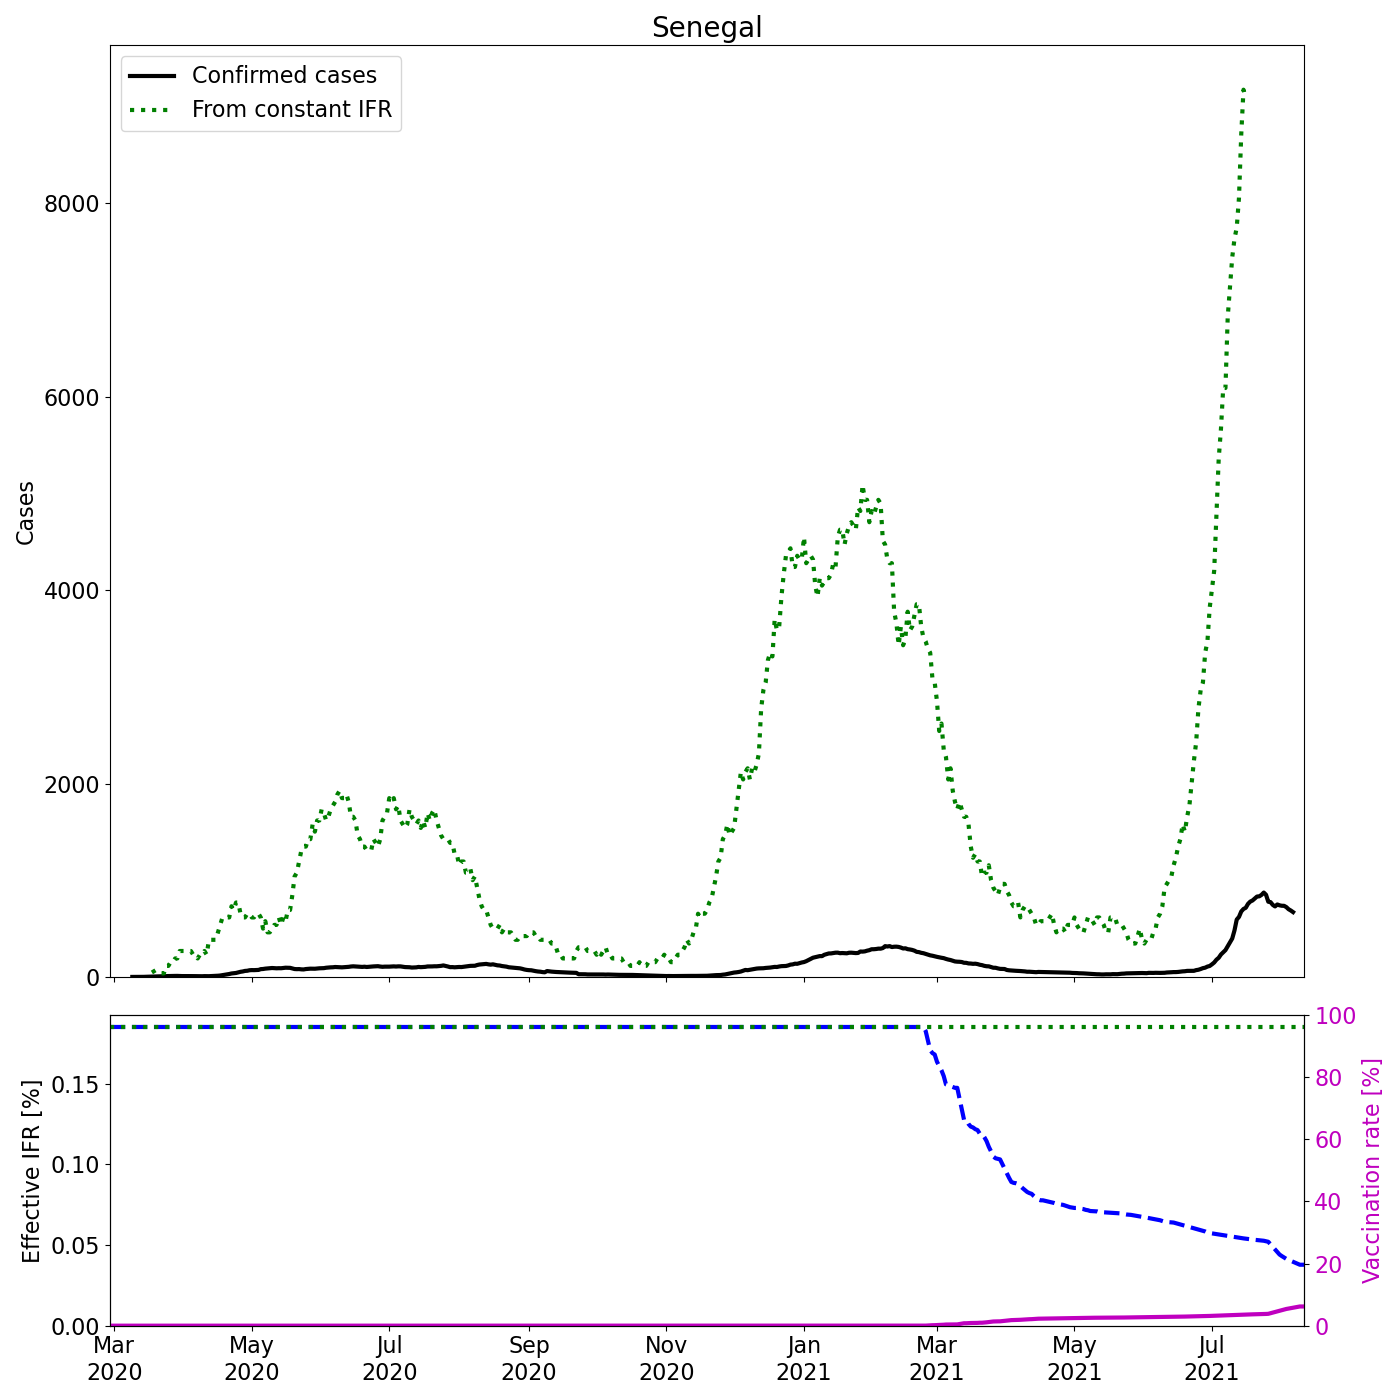 Senegal
Confirmed cases
From constant IFR
Cases
8000
6000
4000
2000
0
Effective IFR [%]
0.15
0.10
0.05
0.00
100
80
60
40
20
0
Vaccination rate [%]
Mar May Jul Sep Nov Jan Mar May Jul
2020 2020 2020 2020 2020 2021 2021 2021 2021